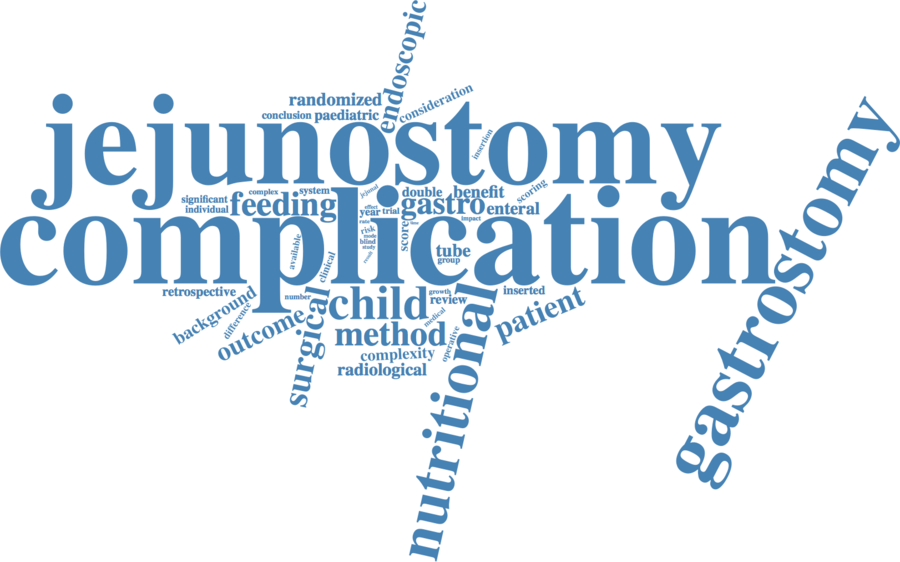 endoscopic
randomized
consideration
conclusion
paediatric
jejunostomy
insertion
gastrostomy
significant
complex
system
jejunal
double
benefit
scoring
individual
feeding
effect
year
trial
gastro
enteral
impact
rate
risk
score
bias
mode
blind
study
result
available
clinical
tube
group
complication
retrospective
background
number
difference
outcome
surgical
child
growth
review
medical
inserted
patient
method
operative
complexity
radiological
nutritional